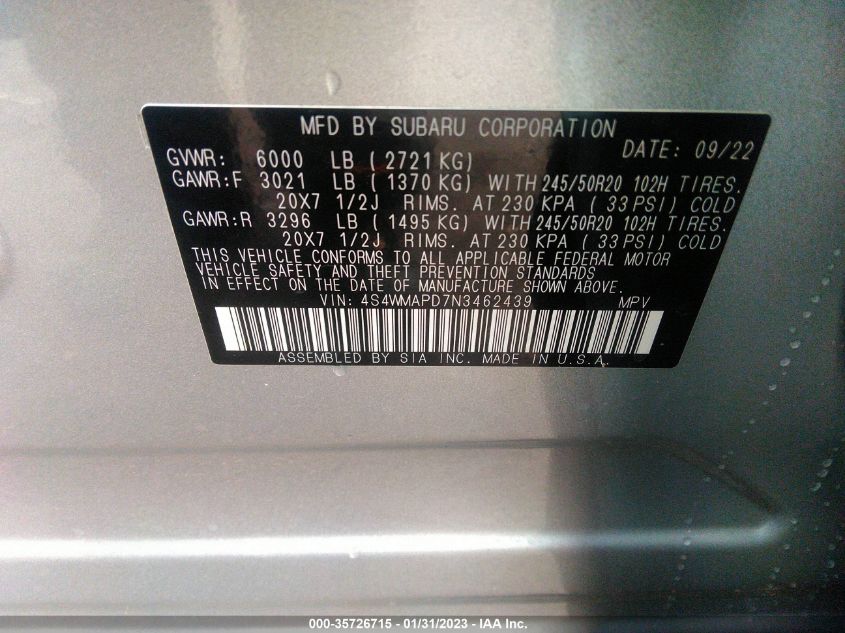 MFD BY SUBARU CORPORATION
DATE: 09/22
GVWR: 6000 LB ( 2721 KG)
GAWR:F 3021 LB ( 1370 KG) WITH 245/50R20 102H TIRES.
20X7 1/2J RIMS. AT 230 KPA ( 33 PSI) COLD
GAWR:R 3296 LB ( 1495 KG) WITH 245/50R20 102H TIRES.
20X7 1/2J RIMS. AT 230 KPA ( 33 PSI) COLD
THIS VEHICLE CONFORMS TO ALL APPLICABLE FEDERAL MOTOR
VEHICLE SAFETY AND THEFT PREVENTION STANDARDS
IN EFFECT ON THE DATE OF MANUFACTURE SHOWN ABOVE.
VIN: 4S4WMAPD7N3462439 MPV
ASSEMBLED BY SIA INC. MADE IN U.S.A.
000-35726715 - 01/31/2023 - IAA Inc.